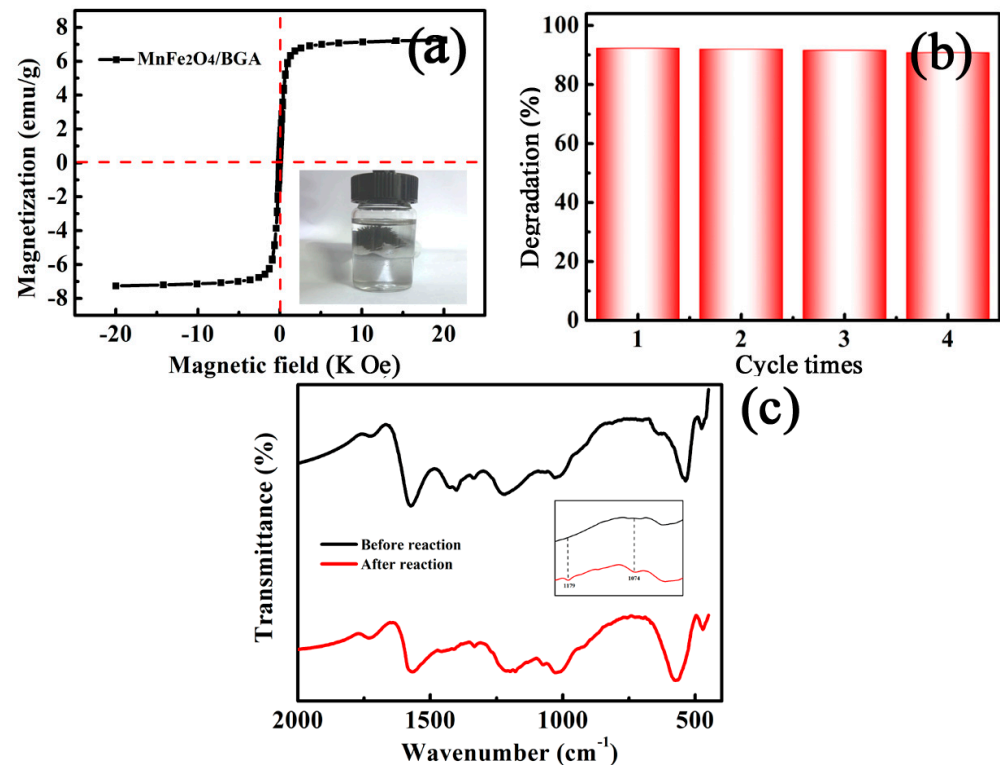 (a)
MnFe2O4/BGA
Magnetization (emu/g)
8
6
4
2
0
-2
-4
-6
-8
-20
-10
0
10
20
Magnetic field (K Oe)
(b)
Degradation (%)
100
80
60
40
20
0
1
2
3
4
Cycle times
(c)
Transmittance (%)
Before reaction
After reaction
1179
1074
2000
1500
1000
500
Wavenumber (cm-1)